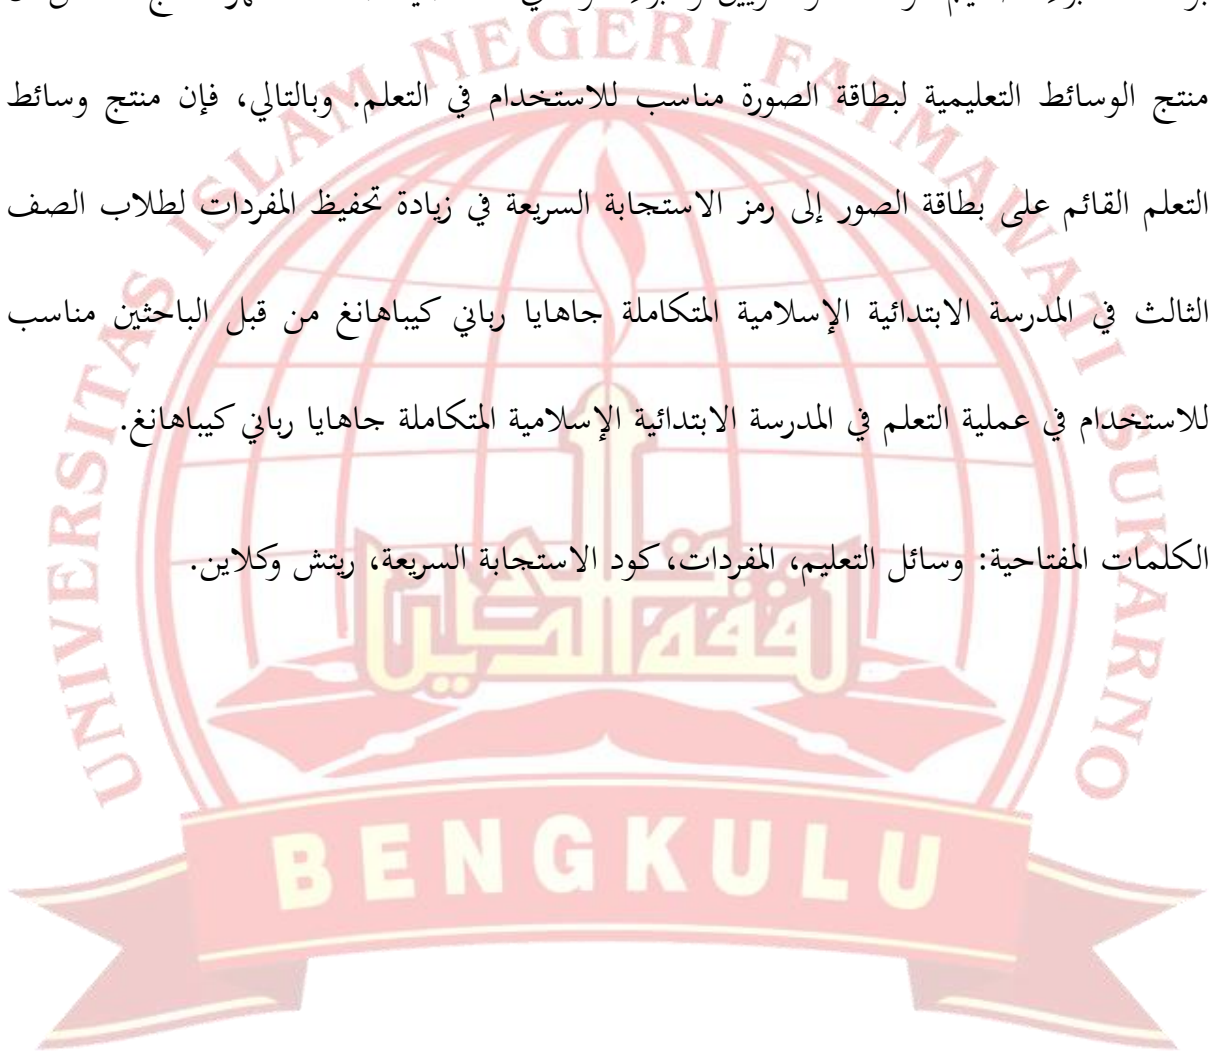 منتج الوسائط التعليمية لبطاقة الصورة مناسب للاستخدام في التعلم. وبالتالي، فإن منتج وسائط
التعلم القائم على بطاقة الصور إلى رمز الاستجابة السريعة في زيادة تحفيظ المفردات لطلاب الصف
الثالث في المدرسة الابتدائية الإسلامية المتكاملة جاهايا رباني كيباهانغ من قبل الباحثين مناسب
للاستخدام في عملية التعلم في المدرسة الابتدائية الإسلامية المتكاملة جاهايا رباني كيباهانغ.
الكلمات المفتاحية: وسائل التعليم، المفردات، كود الاستجابة السريعة، ريتش وكلاين.
UNIVERSITAS ISLAM NEGERI FATMAWATI SUKARNO
BENGKULU